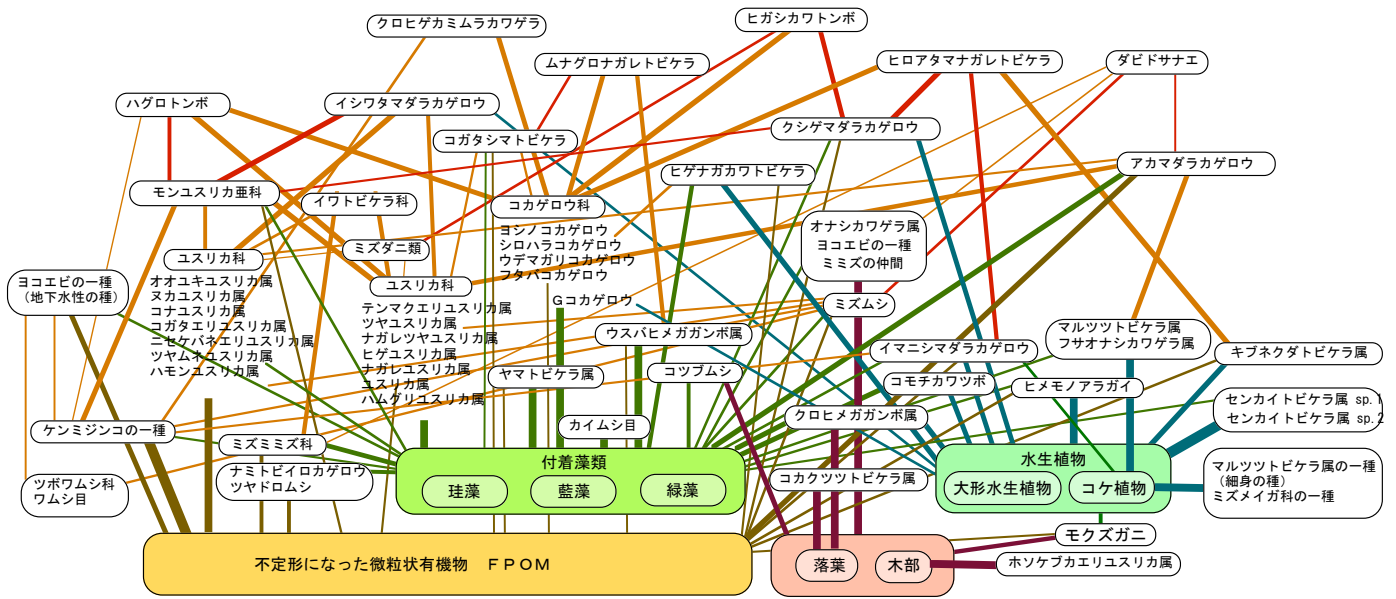 クロヒゲカミムラカワゲラ
ヒガシカワトンボ
ムナグロナガレトビケラ
ヒロアタマナガレトビケラ
ダビドサナエ
ハグロトンボ
イシワタマダラカゲロウ
コガタシマトビケラ
クシゲマダラカゲロウ
アカマダラカゲロウ
ヒゲナガカワトビケラ
モンユスリカ亜科
イワトビケラ科
コカゲロウ科
ヨシノコカゲロウ
シロハラコカゲロウ
ウデマガリコカゲロウ
フタバコカゲロウ
Gコカゲロウ
オナシカワゲラ属
ヨコエビの一種
ミミズの仲間
ユスリカ科
オオユキユスリカ属
ヌカユスリカ属
コナユスリカ属
コガタエリユスリカ属
ニセケバネエリユスリカ属
ツヤムネユスリカ属
ハモンユスリカ属
ミズダニ類
ユスリカ科
テンマクエリユスリカ属
ツヤユスリカ属
ナガレツヤユスリカ属
ヒゲユスリカ属
ナガレユスリカ属
ユスリカ属
ハムグリユスリカ属
ヨコエビの一種
（地下水性の種）
ミズムシ
ウスバヒメガガンボ属
イマニシマダラカゲロウ
マルツツトビケラ属
フサオナシカワゲラ属
キブネクダトビケラ属
ヤマトビケラ属
コツブムシ
コモチカワツボ
ヒメモノアラガイ
センカイトビケラ属 sp.1
センカイトビケラ属 sp.2
クロヒメガガンボ属
カイムシ目
ケンミジンコの一種
ミズミミズ科
ナミトビイロカゲロウ
ツヤドロムシ
ツボワムシ科
ワムシ目
付着藻類
珪藻
藍藻
緑藻
コカクツツトビケラ属
水生植物
大形水生植物
コケ植物
マルツツトビケラ属の一種
（細身の種）
ミズメイガ科の一種
モクズガニ
ホソケブカエリユスリカ属
不定形になった微粒状有機物　ＦＰＯＭ
落葉
木部